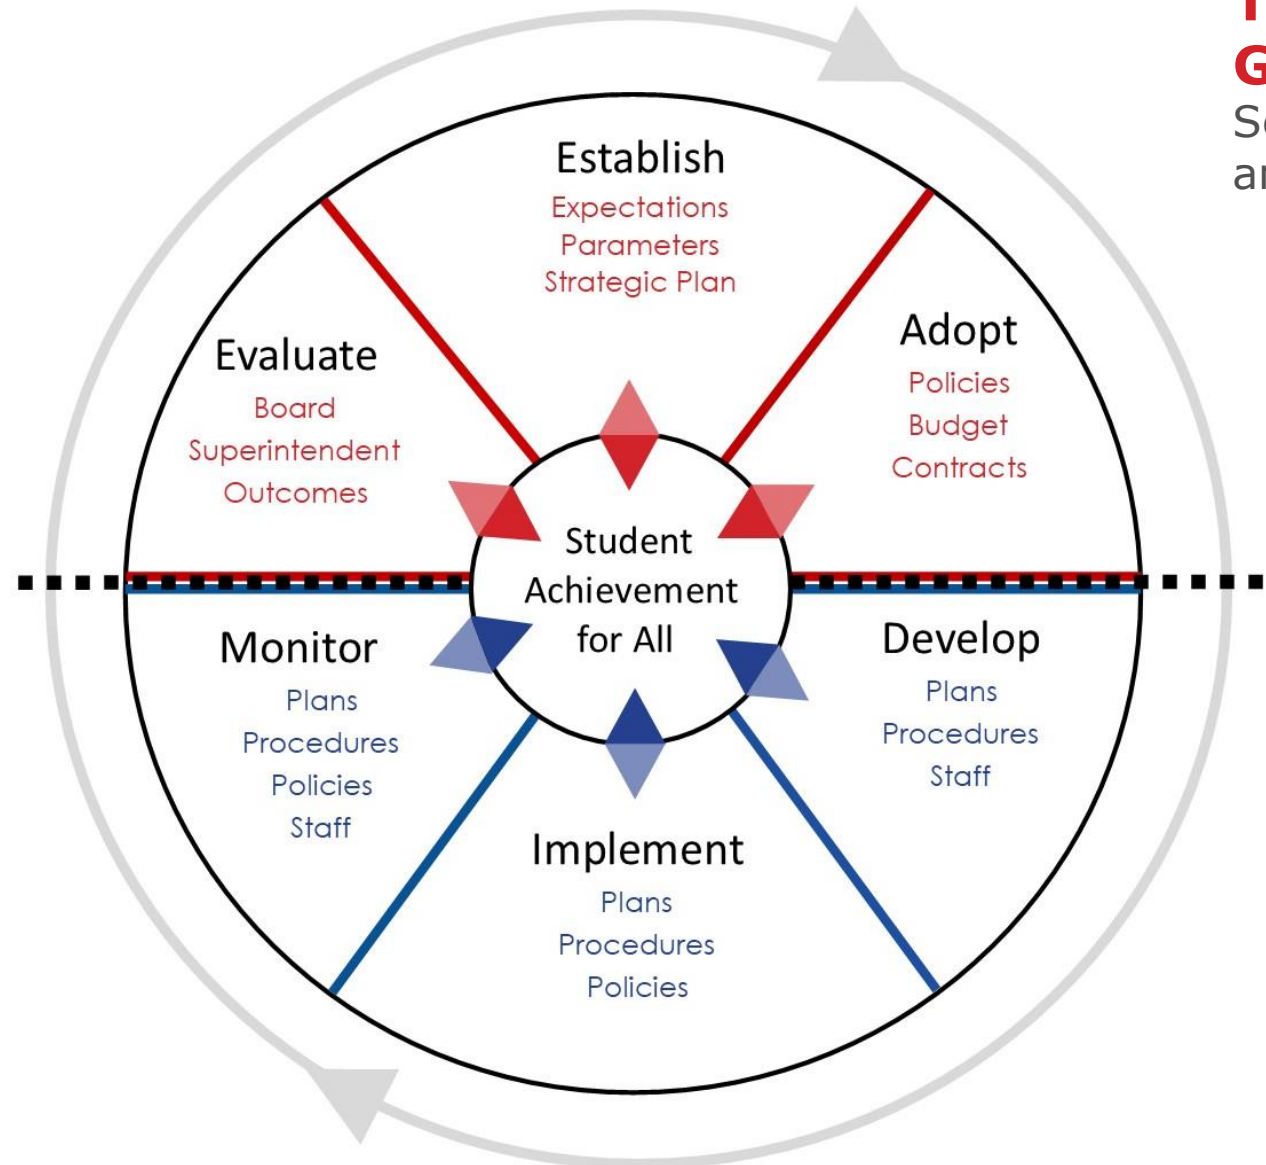 Establish
Expectations
Parameters
Strategic Plan
Adopt
Policies
Budget
Contracts
Evaluate
Board
Superintendent
Outcomes
Student
Achievement
for All
Monitor
Plans
Procedures
Policies
Staff
Develop
Plans
Procedures
Staff
Implement
Plans
Procedures
Policies